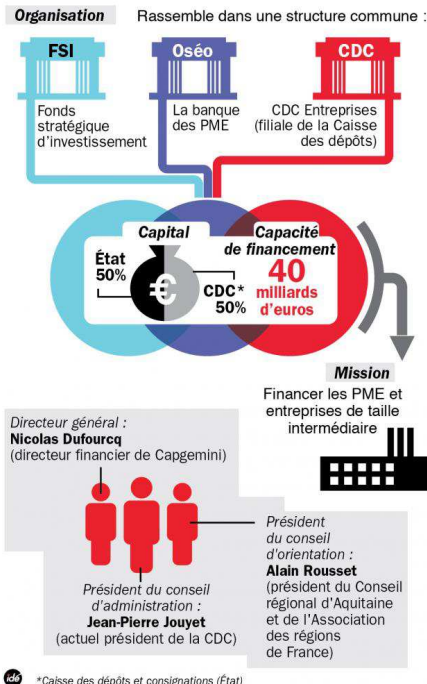 Organisation Rassemble dans une structure commune :
FSI
Oséo
CDC
Fonds
stratégique
d'investissement
La banque
des PME
CDC Entreprises
(filiale de la Caisse
des dépôts)
Capital
État
50%
€
CDC*
50%
Capacité
de financement
40
milliards
d'euros
Mission
Financer les PME et
entreprises de taille
intermédiaire
Directeur général :
Nicolas Dufourcq
(directeur financier de Capgemini)
Président du conseil
d'administration :
Jean-Pierre Jouyet
(actuel président de la CDC)
Président
du conseil
d'orientation :
Alain Rousset
(président du Conseil
régional d'Aquitaine
et de l'Association
des régions
de France)
idé *Caisse des dépôts et consignations (État)